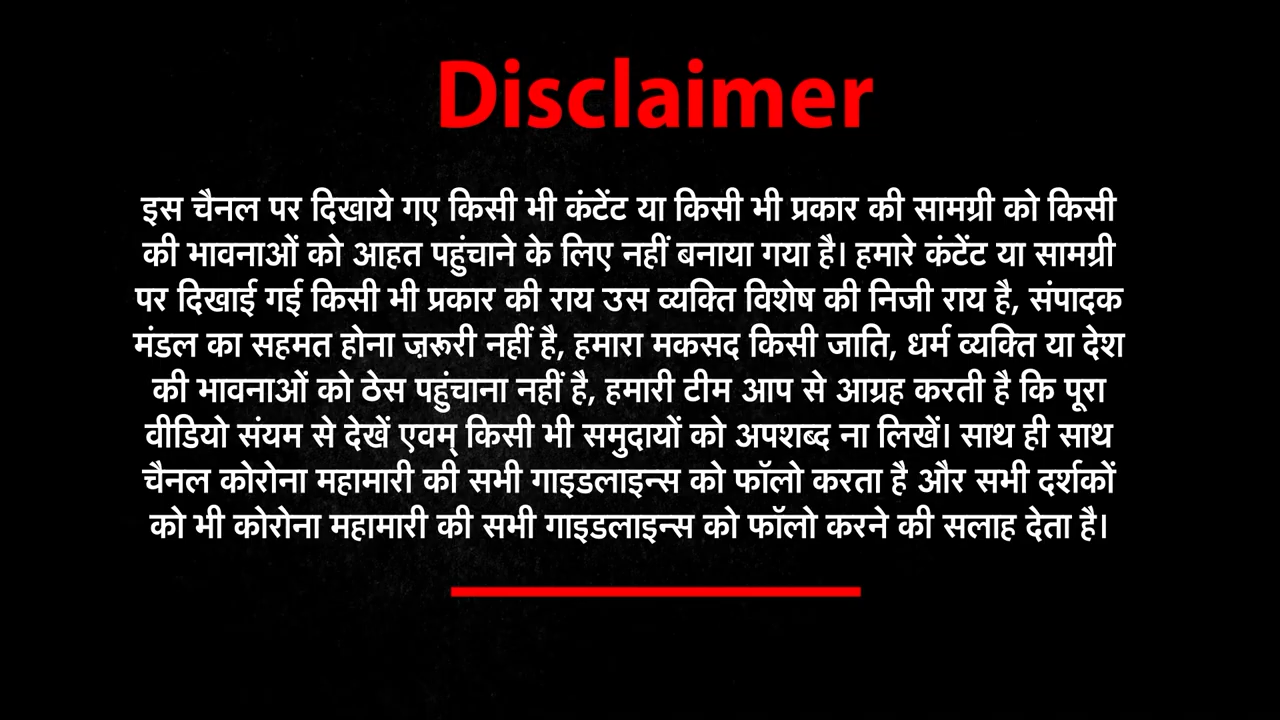 Disclaimer
इस चैनल पर दिखाये गए किसी भी कंटेंट या किसी भी प्रकार की सामग्री को किसी
की भावनाओं को आहत पहुंचाने के लिए नहीं बनाया गया है। हमारे कंटेंट या सामग्री
पर दिखाई गई किसी भी प्रकार की राय उस व्यक्ति विशेष की निजी राय है, संपादक
मंडल का सहमत होना ज़रूरी नहीं है, हमारा मकसद किसी जाति, धर्म व्यक्ति या देश
की भावनाओं को ठेस पहुंचाना नहीं है, हमारी टीम आप से आग्रह करती है कि पूरा
वीडियो संयम से देखें एवम् किसी भी समुदायों को अपशब्द ना लिखें। साथ ही साथ
चैनल कोरोना महामारी की सभी गाइडलाइन्स को फॉलो करता है और सभी दर्शकों
को भी कोरोना महामारी की सभी गाइडलाइन्स को फॉलो करने की सलाह देता है।